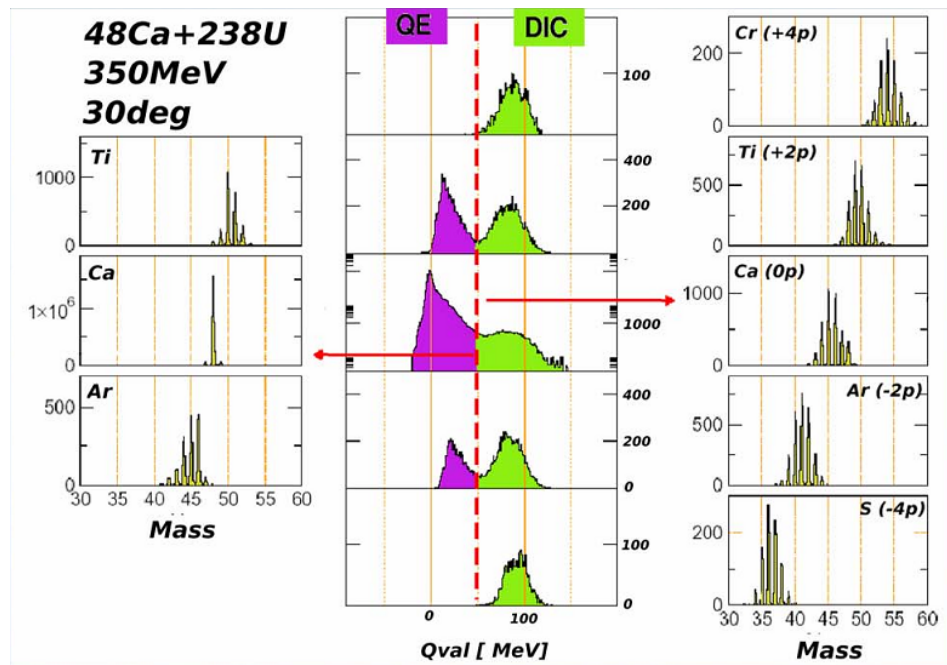 48Ca+238U
350MeV
30deg
Ti
1000
0
Ca
1×10⁶
0
Ar
500
0
30 35 40 45 50 55 60
Mass
QE DIC
100
0
400
200
0
1000
400
200
0
100
0
0 100
Qval [ MeV]
Cr (+4p)
200
0
Ti (+2p)
500
0
Ca (0p)
1000
0
Ar (-2p)
500
0
S (-4p)
200
0
30 35 40 45 50 55 60
Mass